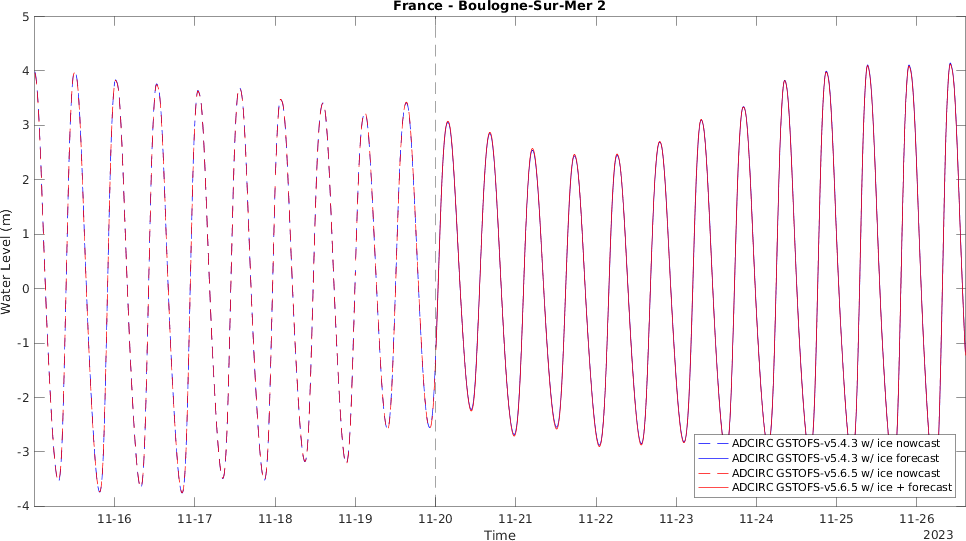 France - Boulogne-Sur-Mer 2
Water Level (m)
5
4
3
2
1
0
-1
-2
-3
-4
ADCIRC GSTOFS-v5.4.3 w/ ice nowcast
ADCIRC GSTOFS-v5.4.3 w/ ice forecast
ADCIRC GSTOFS-v5.6.5 w/ ice nowcast
ADCIRC GSTOFS-v5.6.5 w/ ice + forecast
11-16 11-17 11-18 11-19 11-20 11-21 11-22 11-23 11-24 11-25 11-26
Time
2023